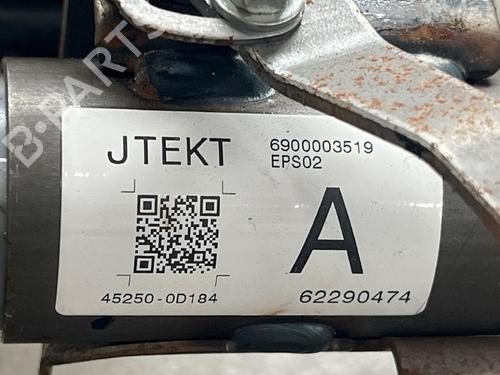 JTEKT
6900003519
EPS02
A
45250-0D184
62290474
B-PARTS